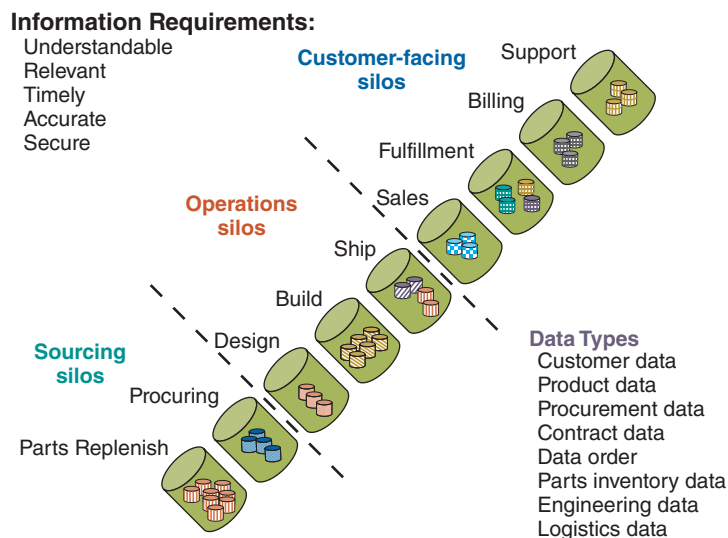 Information Requirements:
Understandable
Relevant
Timely
Accurate
Secure
Customer-facing
silos
Support
Billing
Fulfillment
Sales
Operations
silos
Ship
Build
Design
Sourcing
silos
Procuring
Parts Replenish
Data Types
Customer data
Product data
Procurement data
Contract data
Data order
Parts inventory data
Engineering data
Logistics data